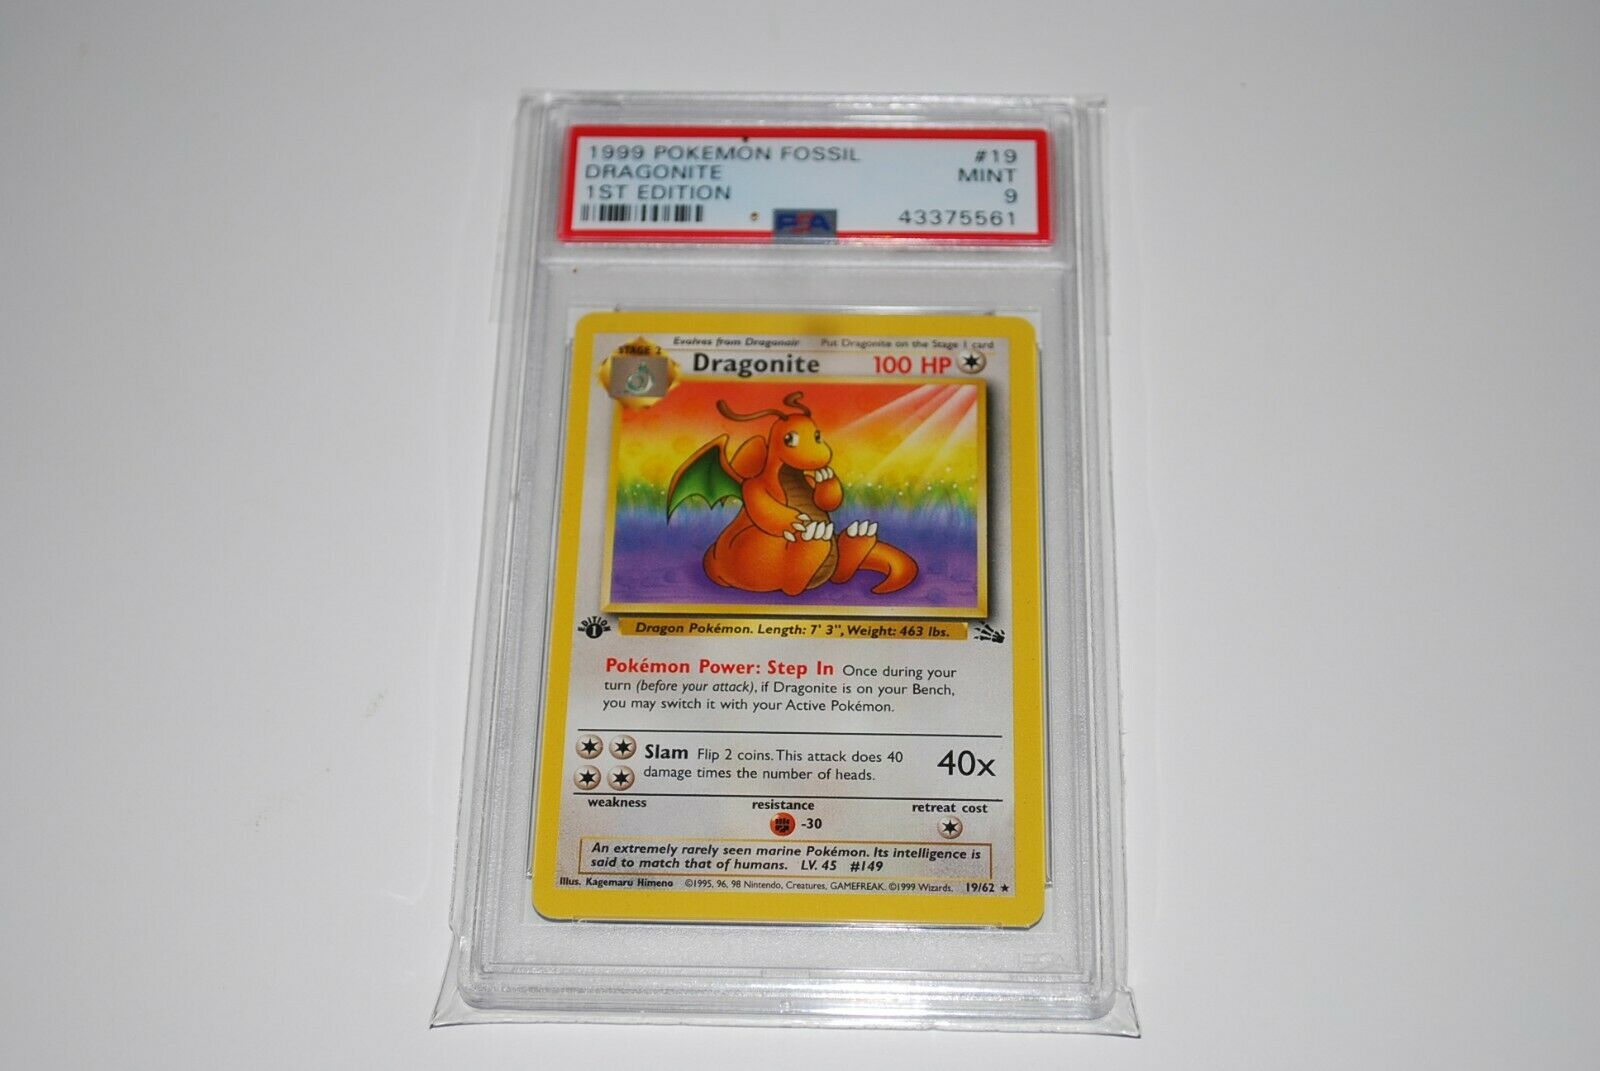 1999 POKEMON FOSSIL #19
DRAGONITE MINT
1ST EDITION 9
PSA 43375561
STAGE 2 Evolves from Dragonair Put Dragonite on the Stage 1 card
Dragonite 100 HP
EDITION 1
Dragon Pokémon. Length: 7' 3", Weight: 463 lbs.
Pokémon Power: Step In Once during your
turn (before your attack), if Dragonite is on your Bench,
you may switch it with your Active Pokémon.
Slam Flip 2 coins. This attack does 40
damage times the number of heads. 40x
weakness resistance retreat cost
-30
An extremely rarely seen marine Pokémon. Its intelligence is
said to match that of humans. LV. 45 #149
Illus. Kagemaru Himeno ©1995, 96, 98 Nintendo, Creatures, GAMEFREAK. ©1999 Wizards. 19/62